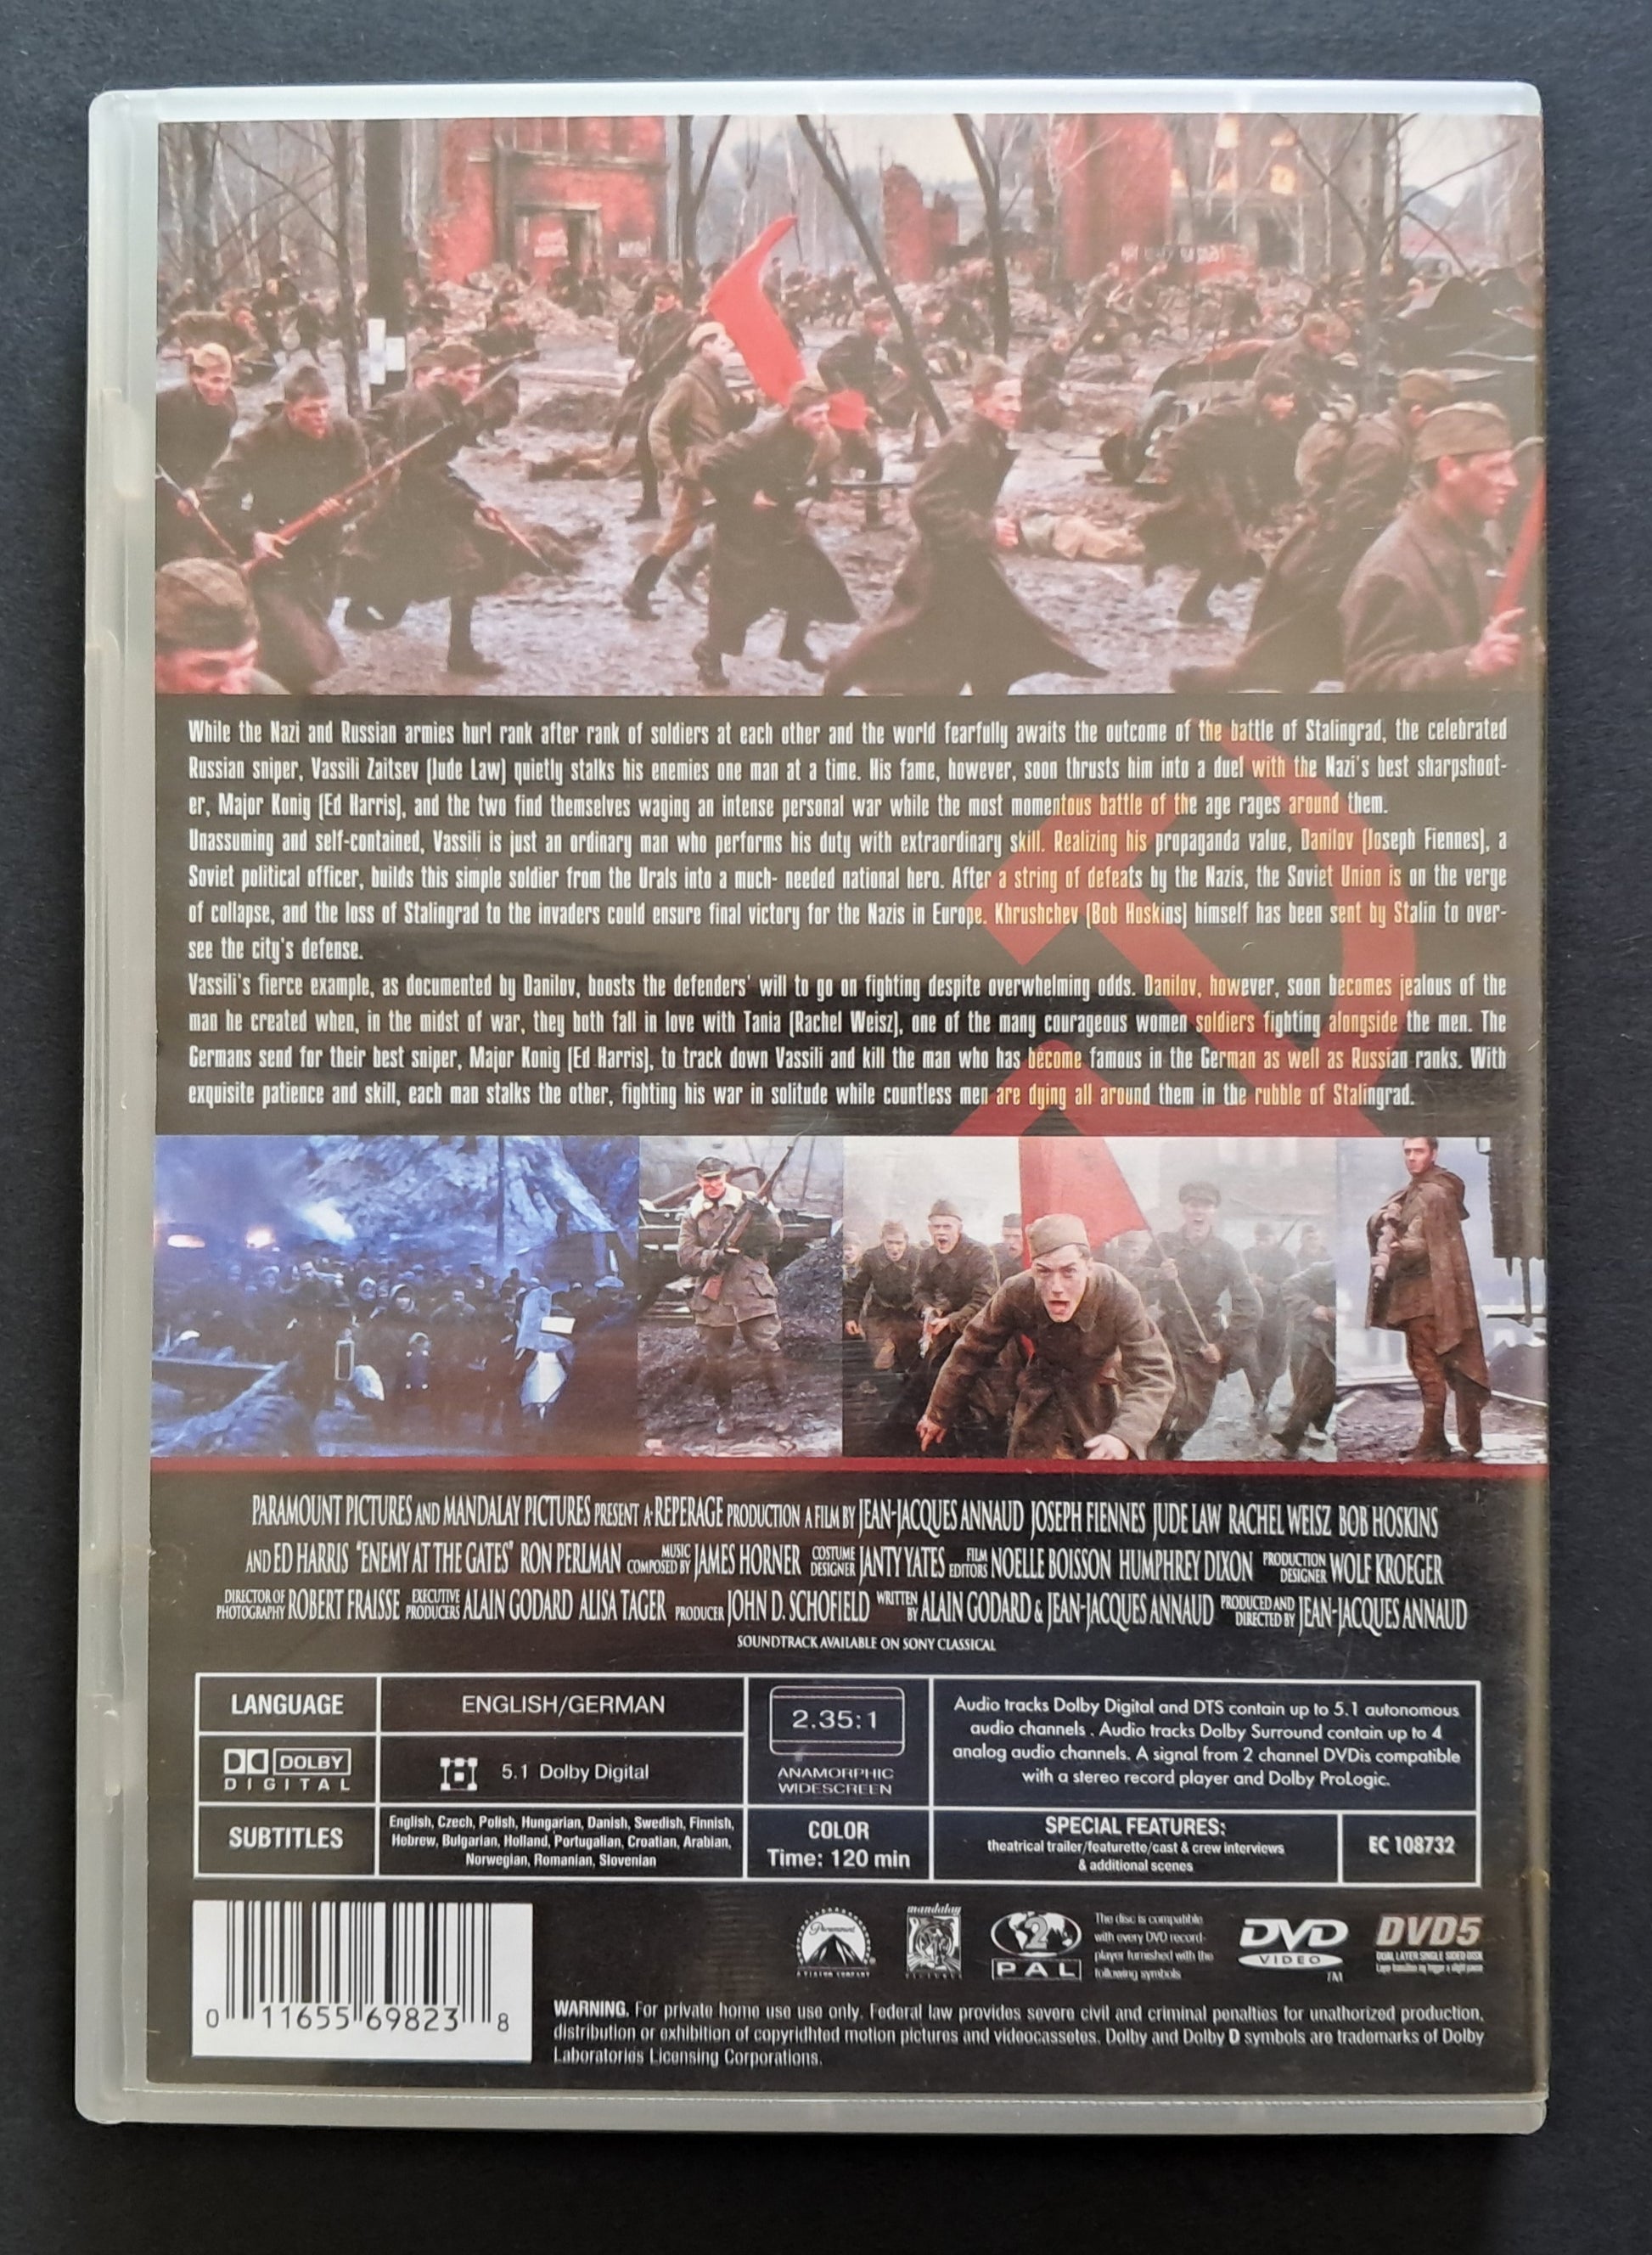 While the Nazi and Russian armies hurl rank after rank of soldiers at each other and the world fearfully awaits the outcome of the battle of Stalingrad, the celebrated
Russian sniper, Vassili Zaitsev (Jude Law) quietly stalks his enemies one man at a time. His fame, however, soon thrusts him into a duel with the Nazi's best sharpshoot-
er, Major Konig (Ed Harris), and the two find themselves waging an intense personal war while the most momentous battle of the age rages around them.
Unassuming and self-contained, Vassili is just an ordinary man who performs his duty with extraordinary skill. Realizing his propaganda value, Danilov (Joseph Fiennes), a
Soviet political officer, builds this simple soldier from the Urals into a much- needed national hero. After a string of defeats by the Nazis, the Soviet Union is on the verge
of collapse, and the loss of Stalingrad to the invaders could ensure final victory for the Nazis in Europe. Khrushchev (Bob Hoskins) himself has been sent by Stalin to over-
see the city's defense.
Vassili's fierce example, as documented by Danilov, boosts the defenders' will to go on fighting despite overwhelming odds. Danilov, however, soon becomes jealous of the
man he created when, in the midst of war, they both fall in love with Tania (Rachel Weisz), one of the many courageous women soldiers fighting alongside the men. The
Germans send for their best sniper, Major Konig (Ed Harris), to track down Vassili and kill the man who has become famous in the German as well as Russian ranks. With
exquisite patience and skill, each man stalks the other, fighting his war in solitude while countless men are dying all around them in the rubble of Stalingrad.
PARAMOUNT PICTURES AND MANDALAY PICTURES PRESENT A REPERAGE PRODUCTION A FILM BY JEAN-JACQUES ANNAUD JOSEPH FIENNES JUDE LAW RACHEL WEISZ BOB HOSKINS
AND ED HARRIS "ENEMY AT THE GATES" RON PERLMAN MUSIC COMPOSED BY JAMES HORNER COSTUME DESIGNER JANTY YATES FILM EDITORS NOELLE BOISSON HUMPHREY DIXON PRODUCTION DESIGNER WOLF KROEGER
DIRECTOR OF PHOTOGRAPHY ROBERT FRAISSE EXECUTIVE PRODUCERS ALAIN GODARD ALISA TAGER PRODUCER JOHN D. SCHOFIELD WRITTEN BY ALAIN GODARD & JEAN-JACQUES ANNAUD PRODUCED AND DIRECTED BY JEAN-JACQUES ANNAUD
SOUNDTRACK AVAILABLE ON SONY CLASSICAL
LANGUAGE
ENGLISH/GERMAN
DOLBY
DIGITAL
5.1 Dolby Digital
SUBTITLES
English, Czech, Polish, Hungarian, Danish, Swedish, Finnish,
Hebrew, Bulgarian, Holland, Portugalian, Croatian, Arabian,
Norwegian, Romanian, Slovenian
2.35:1
ANAMORPHIC
WIDESCREEN
COLOR
Time: 120 min
Audio tracks Dolby Digital and DTS contain up to 5.1 autonomous
audio channels . Audio tracks Dolby Surround contain up to 4
analog audio channels. A signal from 2 channel DVDis compatible
with a stereo record player and Dolby ProLogic.
SPECIAL FEATURES:
theatrical trailer/featurette/cast & crew interviews
& additional scenes
EC 108732
0 11655 69823 8
Paramount
mandalay
PICTURES
2
PAL
The disc is compatible
with every DVD record-
player furnished with the
following symbols
DVD
VIDEO
TM
DVD5
DUAL LAYER SINGLE SIDED DISK
WARNING. For private home use use only. Federal law provides severe civil and criminal penalties for unathorized production,
distribution or exhibition of copyridhted motion pictures and videocassetes. Dolby and Dolby D symbols are trademarks of Dolby
Laboratories Licensing Corporations.